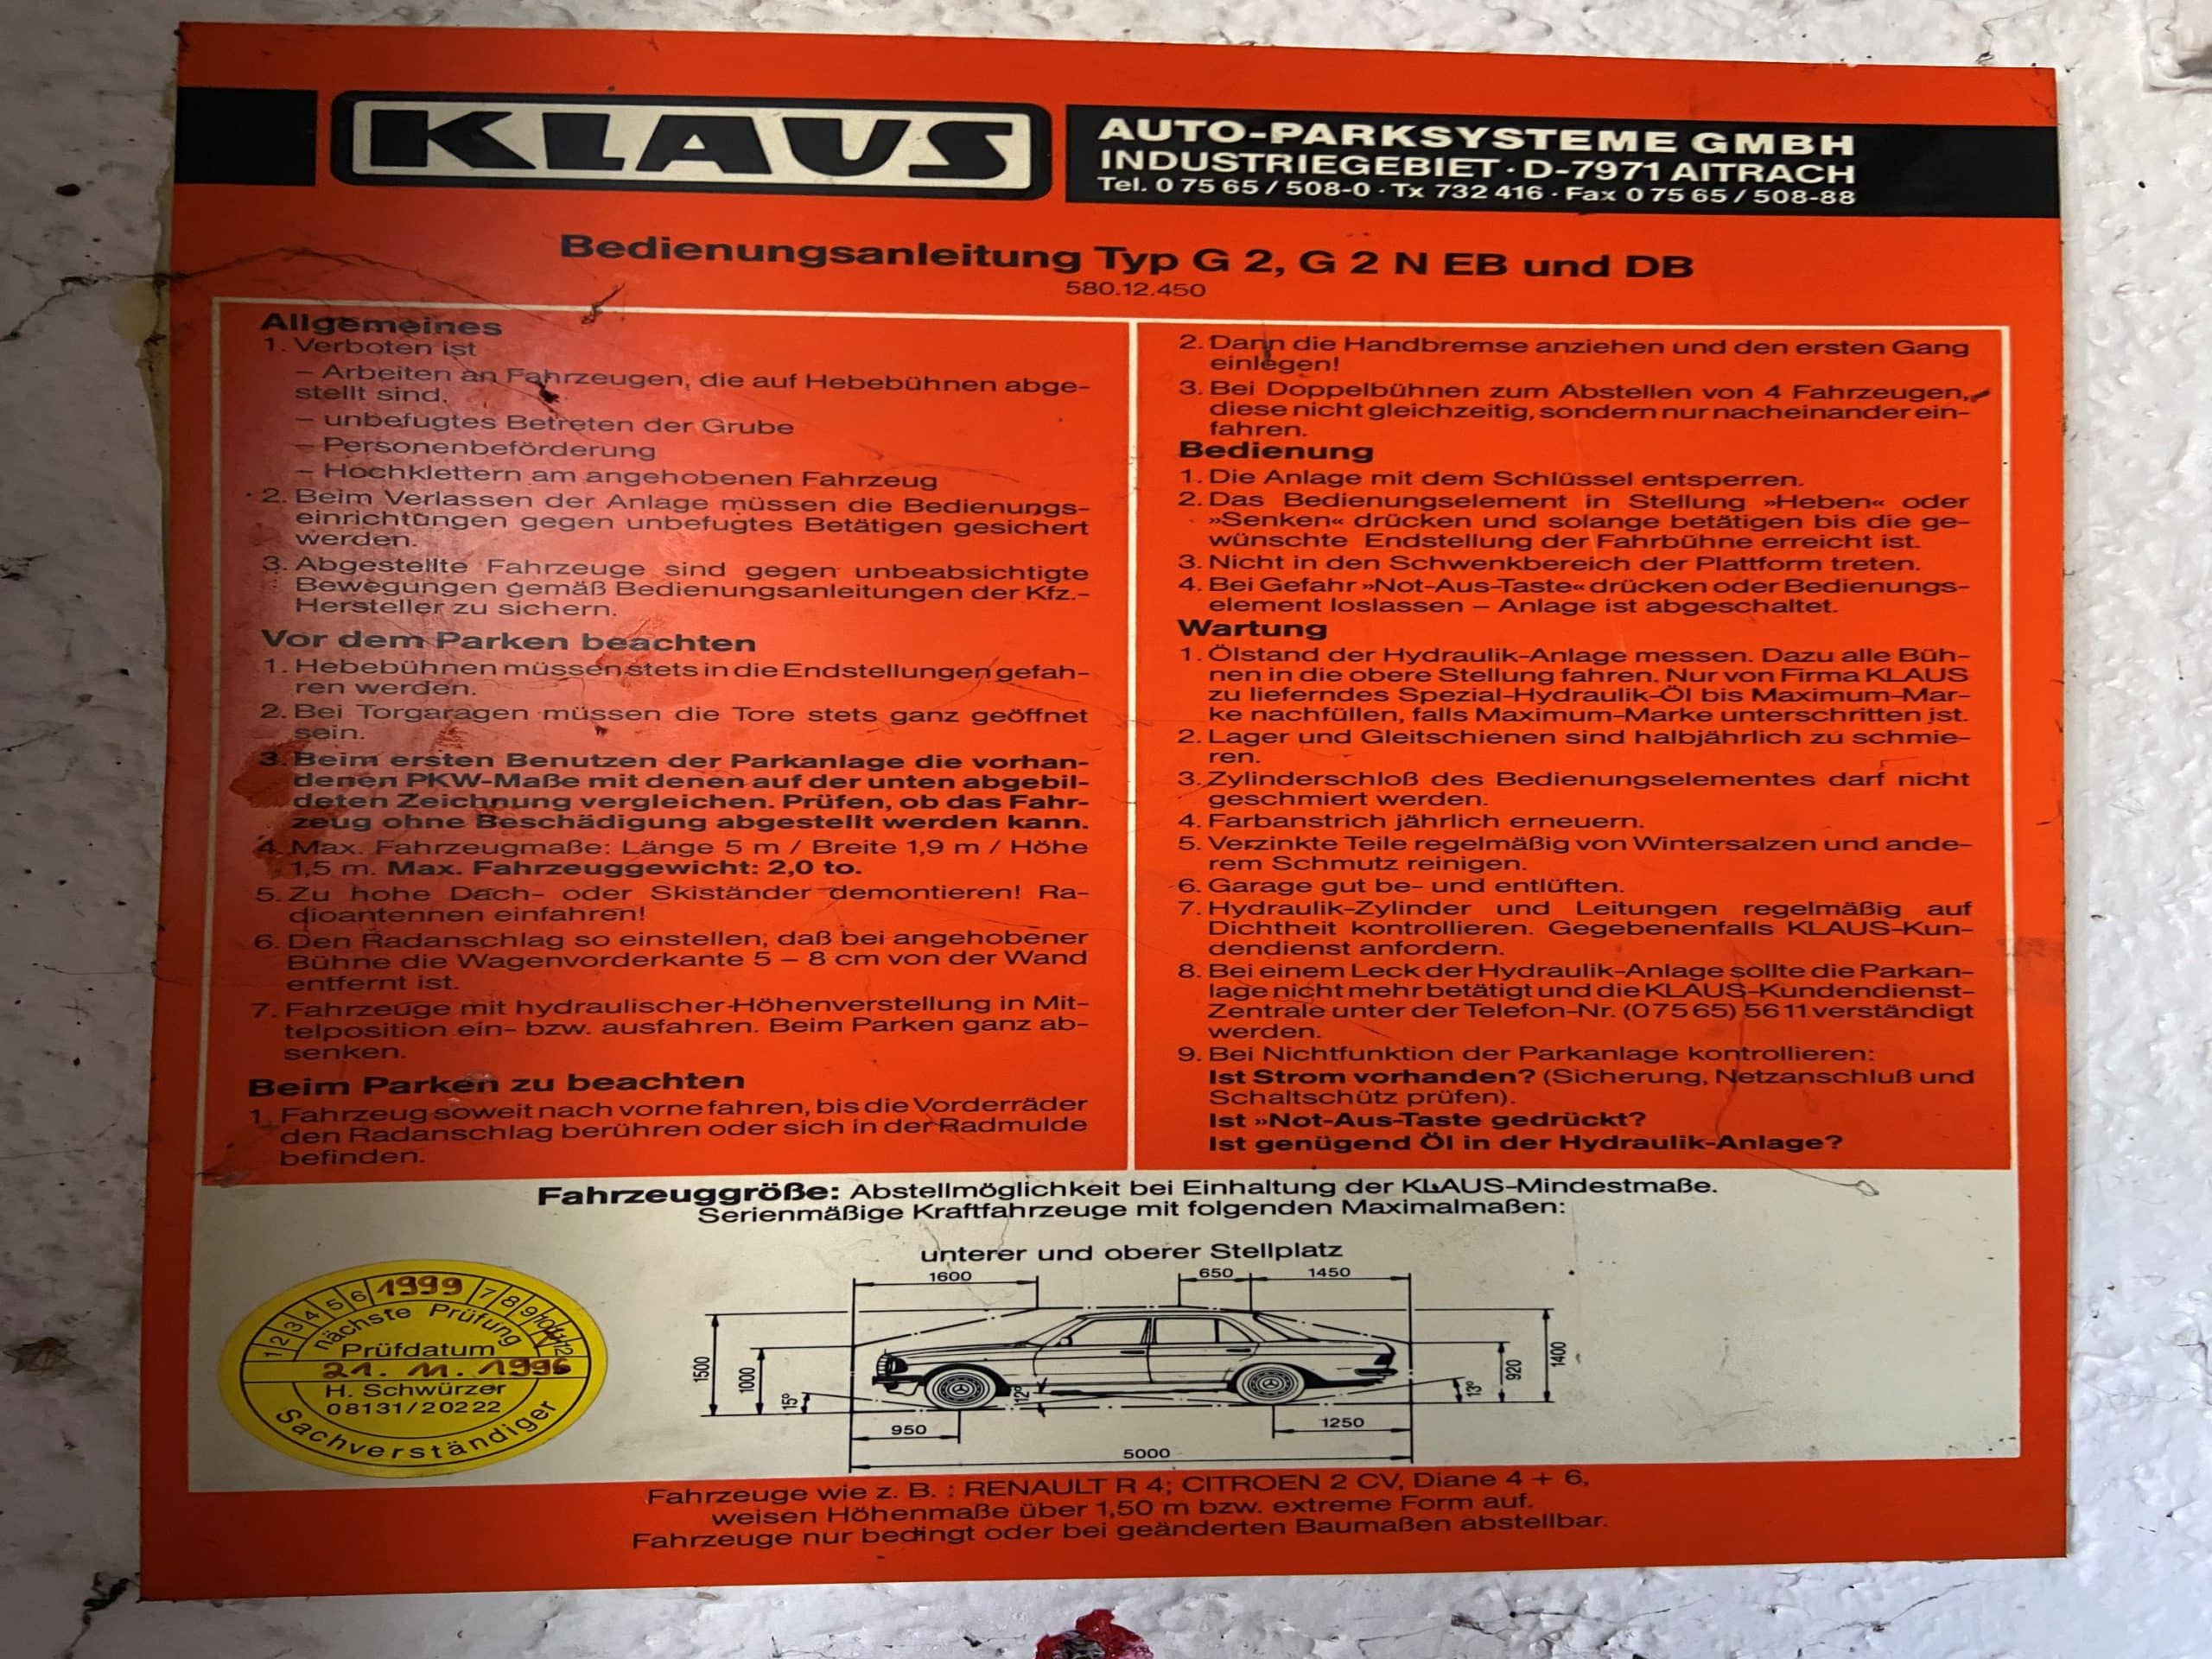 KLAUS
AUTO-PARKSYSTEME GMBH
INDUSTRIEGEBIET · D-7971 AITRACH
Tel. 0 75 65 / 508-0 · Tx 732 416 · Fax 0 75 65 / 508-88
Bedienungsanleitung Typ G 2, G 2 N EB und DB
580.12.450
Allgemeines
1. Verboten ist
– Arbeiten an Fahrzeugen, die auf Hebebühnen abge-
stellt sind.
– unbefugtes Betreten der Grube
– Personenbeförderung
– Hochklettern am angehobenen Fahrzeug
2. Beim Verlassen der Anlage müssen die Bedienungs-
einrichtungen gegen unbefugtes Betätigen gesichert
werden.
3. Abgestellte Fahrzeuge sind gegen unbeabsichtigte
Bewegungen gemäß Bedienungsanleitungen der Kfz.-
Hersteller zu sichern.
Vor dem Parken beachten
1. Hebebühnen müssen stets in die Endstellungen gefah-
ren werden.
2. Bei Torgaragen müssen die Tore stets ganz geöffnet
sein.
3. Beim ersten Benutzen der Parkanlage die vorhan-
denen PKW-Maße mit denen auf der unten abgebil-
deten Zeichnung vergleichen. Prüfen, ob das Fahr-
zeug ohne Beschädigung abgestellt werden kann.
4. Max. Fahrzeugmaße: Länge 5 m / Breite 1,9 m / Höhe
1,5 m. Max. Fahrzeuggewicht: 2,0 to.
5. Zu hohe Dach- oder Skiständer demontieren! Ra-
dioantennen einfahren!
6. Den Radanschlag so einstellen, daß bei angehobener
Bühne die Wagenvorderkante 5 – 8 cm von der Wand
entfernt ist.
7. Fahrzeuge mit hydraulischer Höhenverstellung in Mit-
telposition ein- bzw. ausfahren. Beim Parken ganz ab-
senken.
Beim Parken zu beachten
1. Fahrzeug soweit nach vorne fahren, bis die Vorderräder
den Radanschlag berühren oder sich in der Radmulde
befinden.
2. Dann die Handbremse anziehen und den ersten Gang
einlegen!
3. Bei Doppelbühnen zum Abstellen von 4 Fahrzeugen,
diese nicht gleichzeitig, sondern nur nacheinander ein-
fahren.
Bedienung
1. Die Anlage mit dem Schlüssel entsperren.
2. Das Bedienungselement in Stellung »Heben« oder
»Senken« drücken und solange betätigen bis die ge-
wünschte Endstellung der Fahrbühne erreicht ist.
3. Nicht in den Schwenkbereich der Plattform treten.
4. Bei Gefahr »Not-Aus-Taste« drücken oder Bedienungs-
element loslassen – Anlage ist abgeschaltet.
Wartung
1. Ölstand der Hydraulik-Anlage messen. Dazu alle Büh-
nen in die obere Stellung fahren. Nur von Firma KLAUS
zu lieferndes Spezial-Hydraulik-Öl bis Maximum-Mar-
ke nachfüllen, falls Maximum-Marke unterschritten ist.
2. Lager und Gleitschienen sind halbjährlich zu schmie-
ren.
3. Zylinderschloß des Bedienungselementes darf nicht
geschmiert werden.
4. Farbanstrich jährlich erneuern.
5. Verzinkte Teile regelmäßig von Wintersalzen und ande-
rem Schmutz reinigen.
6. Garage gut be- und entlüften.
7. Hydraulik-Zylinder und Leitungen regelmäßig auf
Dichtheit kontrollieren. Gegebenenfalls KLAUS-Kun-
dendienst anfordern.
8. Bei einem Leck der Hydraulik-Anlage sollte die Parkan-
lage nicht mehr betätigt und die KLAUS-Kundendienst-
Zentrale unter der Telefon-Nr. (0 75 65) 56 11 verständigt
werden.
9. Bei Nichtfunktion der Parkanlage kontrollieren:
Ist Strom vorhanden? (Sicherung, Netzanschluß und
Schaltschütz prüfen).
Ist »Not-Aus-Taste gedrückt?
Ist genügend Öl in der Hydraulik-Anlage?
Fahrzeuggröße: Abstellmöglichkeit bei Einhaltung der KLAUS-Mindestmaße.
Serienmäßige Kraftfahrzeuge mit folgenden Maximalmaßen:
unterer und oberer Stellplatz
1600 650 1450
1500 1000 15° 12° 13° 920 1400
950 1250
5000
1 2 3 4 5 6 1999 7 8 9 10 11 12
nächste Prüfung
Prüfdatum
21. 11. 1996
H. Schwürzer
08131/20222
Sachverständiger
Fahrzeuge wie z. B. : RENAULT R 4; CITROEN 2 CV, Diane 4 + 6,
weisen Höhenmaße über 1,50 m bzw. extreme Form auf.
Fahrzeuge nur bedingt oder bei geänderten Baumaßen abstellbar.